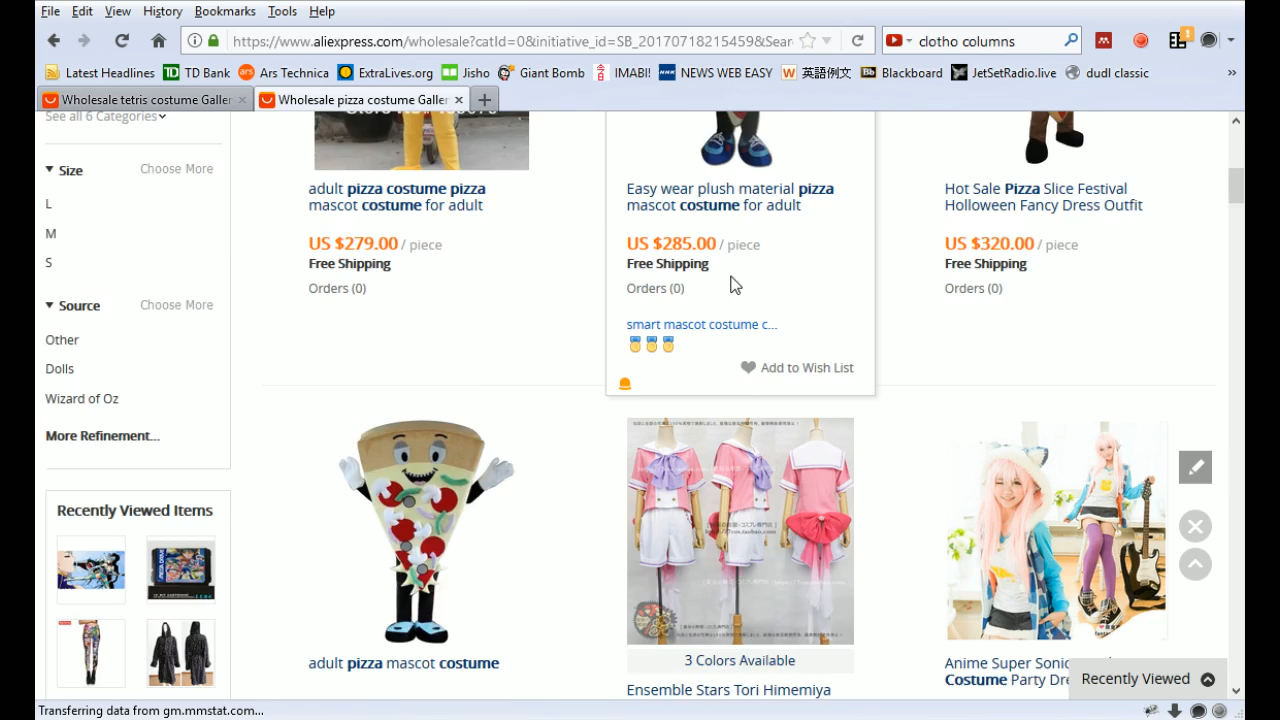 File Edit View History Bookmarks Tools Help
https://www.aliexpress.com/wholesale?catId=0&initiative_id=SB_20170718215459&Sear
clotho columns
1
Latest Headlines TD Bank Ars Technica ExtraLives.org Jisho Giant Bomb IMABI! NEWS WEB EASY 英語例文 Blackboard JetSetRadio.live dudl classic
Wholesale tetris costume Galler
Wholesale pizza costume Galler
See all 6 Categories
Size Choose More
L
M
S
Source Choose More
Other
Dolls
Wizard of Oz
More Refinement...
Recently Viewed Items
adult pizza costume pizza
mascot costume for adult
US $279.00 / piece
Free Shipping
Orders (0)
Easy wear plush material pizza
mascot costume for adult
US $285.00 / piece
Free Shipping
Orders (0)
smart mascot costume c...
Add to Wish List
Hot Sale Pizza Slice Festival
Holloween Fancy Dress Outfit
US $320.00 / piece
Free Shipping
Orders (0)
adult pizza mascot costume
3 Colors Available
Ensemble Stars Tori Himemiya
Anime Super Sonic
Costume Party Dre
Recently Viewed
Transferring data from gm.mmstat.com...